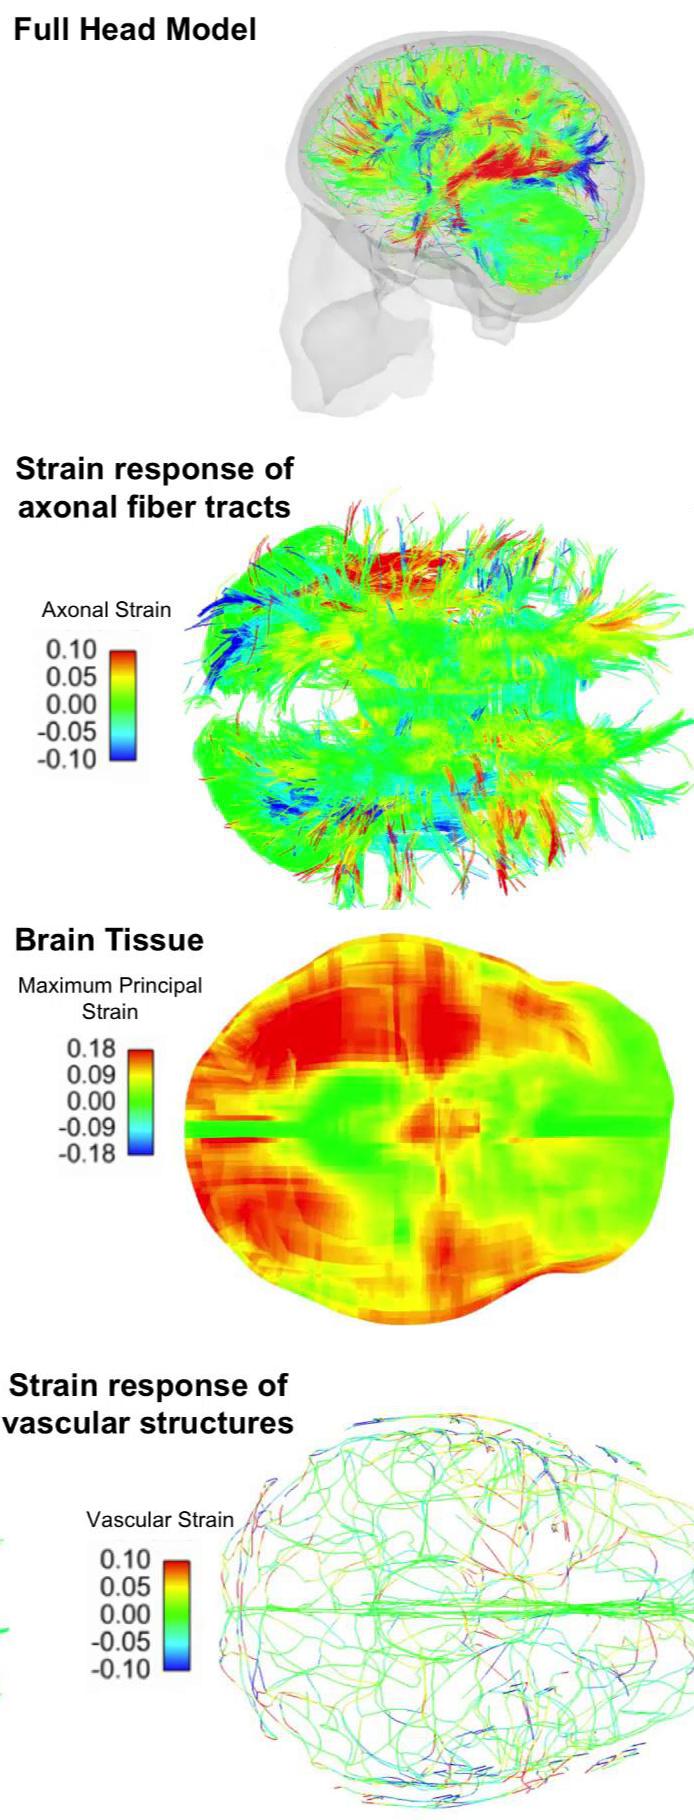 Full Head Model
Strain response of
axonal fiber tracts
Axonal Strain
0.10
0.05
0.00
-0.05
-0.10
Brain Tissue
Maximum Principal
Strain
0.18
0.09
0.00
-0.09
-0.18
Strain response of
vascular structures
Vascular Strain
0.10
0.05
0.00
-0.05
-0.10